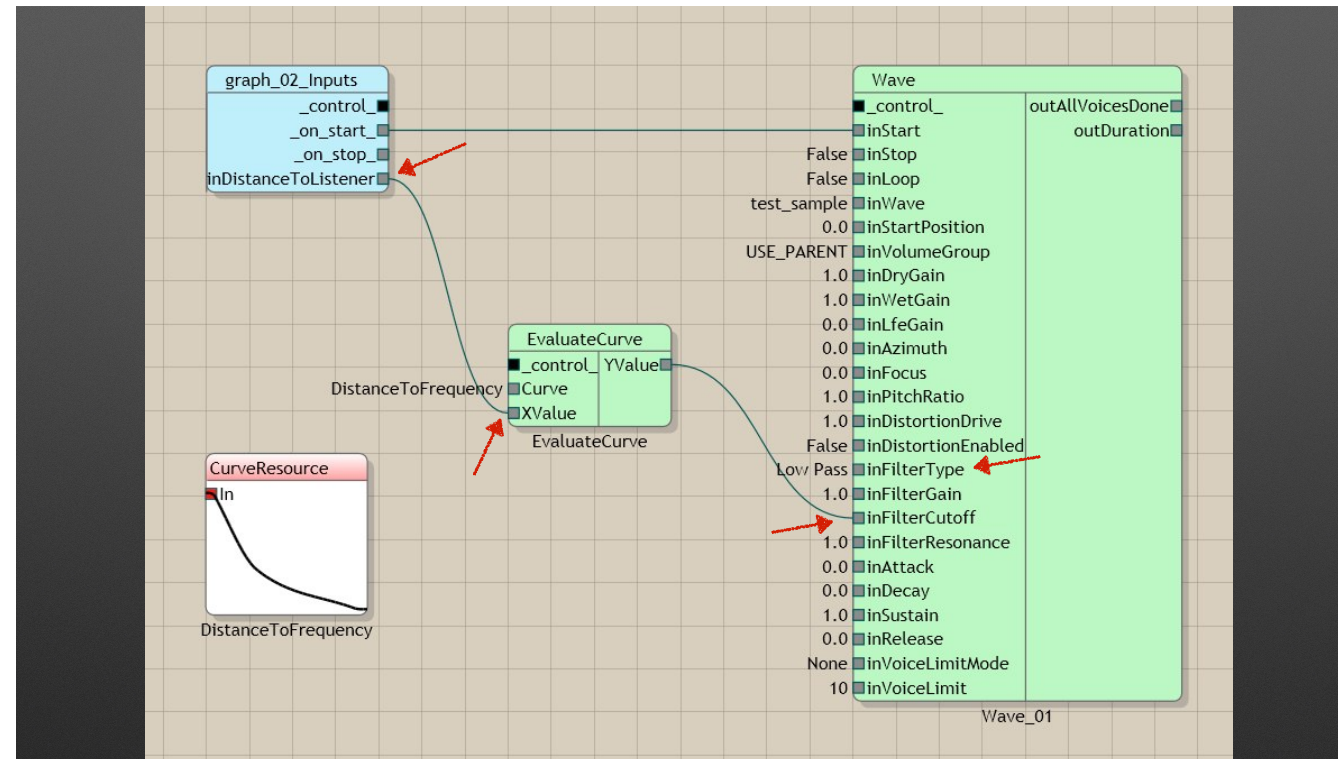 graph_02_Inputs
_control_
_on_start_
_on_stop_
inDistanceToListener
Wave
_control_ outAllVoicesDone
inStart outDuration
False inStop
False inLoop
test_sample inWave
0.0 inStartPosition
USE_PARENT inVolumeGroup
1.0 inDryGain
1.0 inWetGain
0.0 inLfeGain
0.0 inAzimuth
0.0 inFocus
1.0 inPitchRatio
1.0 inDistortionDrive
False inDistortionEnabled
Low Pass inFilterType
1.0 inFilterGain
inFilterCutoff
1.0 inFilterResonance
0.0 inAttack
0.0 inDecay
1.0 inSustain
0.0 inRelease
None inVoiceLimitMode
10 inVoiceLimit
Wave_01
EvaluateCurve
_control_ YValue
DistanceToFrequency Curve
XValue
EvaluateCurve
CurveResource
In
DistanceToFrequency